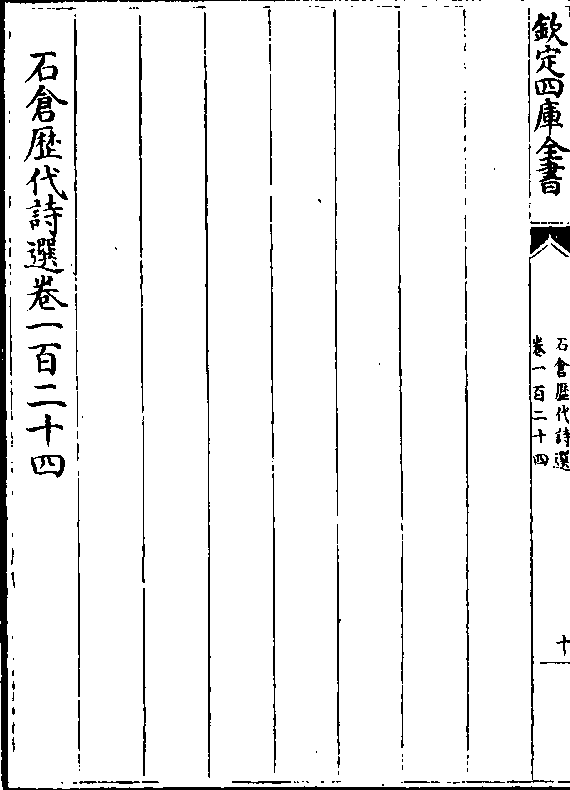 欽定四庫全書
石倉歷代詩選
卷一百二十四
十
石倉歷代詩選卷一百二十四